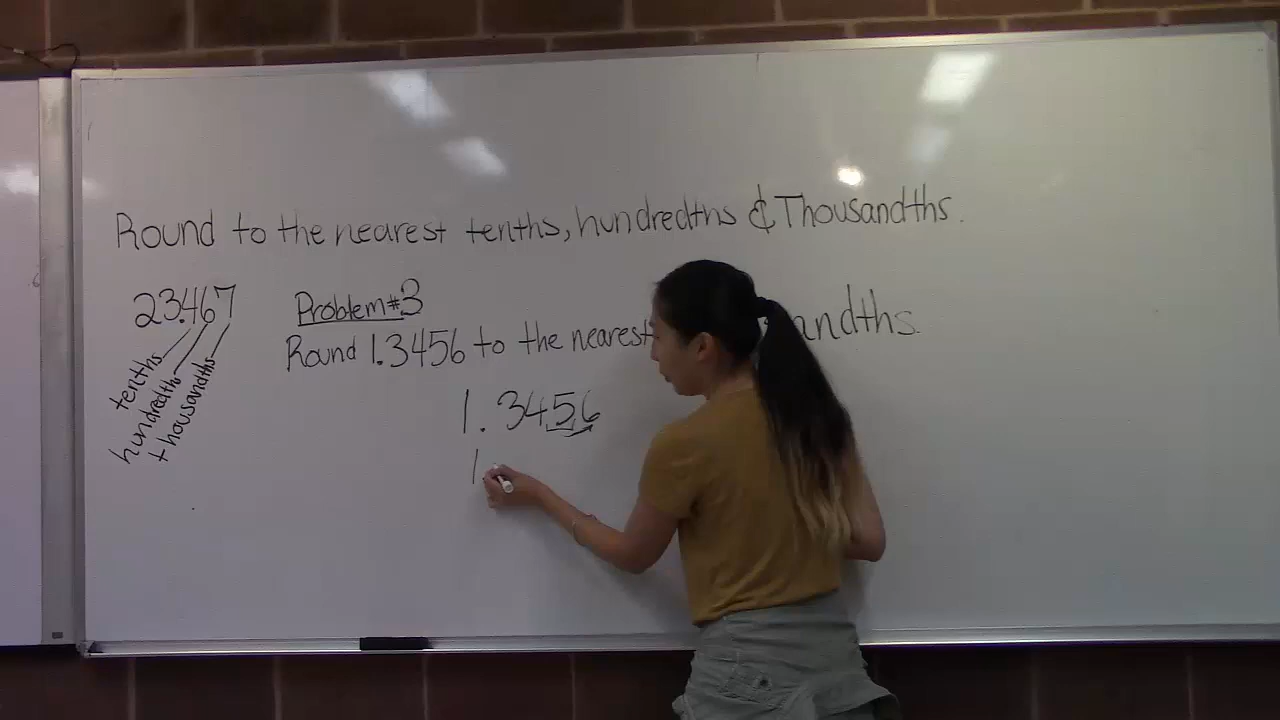 Round to the nearest tenths, hundredths & Thousandths.
23.467
tenths
hundredths
thousandths
Problem #3
Round 1.3456 to the nearest andths.
1.3456
1